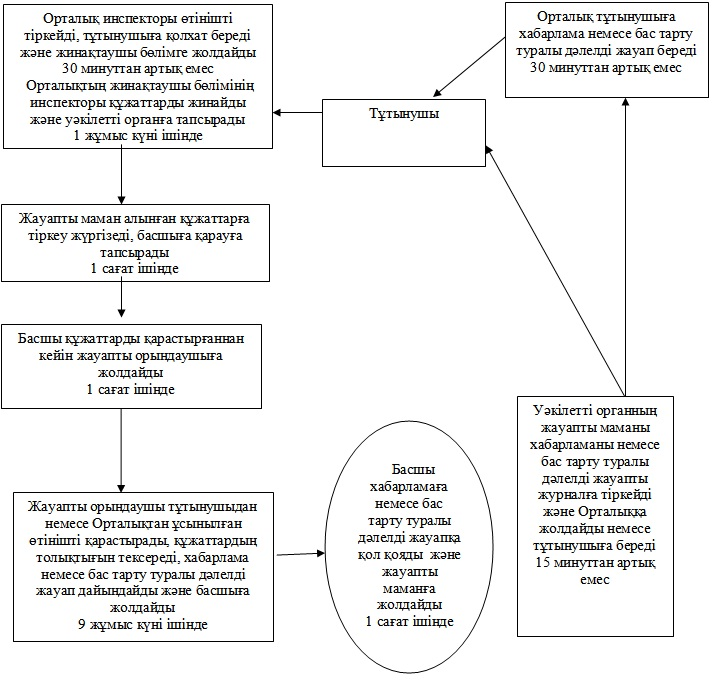 Орталық инспекторы өтінішті
тіркейді, тұтынушыға қолхат береді
және жинақтаушы бөлімге жолдайды
30 минуттан артық емес
Орталықтың жинақтаушы бөлімінің
инспекторы құжаттарды жинайды
және уәкілетті органға тапсырады
1 жұмыс күні ішінде
Тұтынушы
Орталық тұтынушыға
хабарлама немесе бас тарту
туралы дәлелді жауап береді
30 минуттан артық емес
Жауапты маман алынған құжаттарға
тіркеу жүргізеді, басшыға қарауға
тапсырады
1 сағат ішінде
Басшы құжаттарды қарастырғаннан
кейін жауапты орындаушыға
жолдайды
1 сағат ішінде
Жауапты орындаушы тұтынушыдан
немесе Орталықтан ұсынылған
өтінішті қарастырады, құжаттардың
толықтығын тексереді, хабарлама
немесе бас тарту туралы дәлелді
жауап дайындайды және басшыға
жолдайды
9 жұмыс күні ішінде
Басшы
хабарламаға
немесе бас
тарту туралы
дәлелді жауапқа
қол қояды және
жауапты
маманға
жолдайды
1 сағат ішінде
Уәкілетті органның
жауапты маманы
хабарламаны немесе
бас тарту туралы
дәлелді жауапты
журналға тіркейді
және Орталыққа
жолдайды немесе
тұтынушыға береді
15 минуттан артық
емес